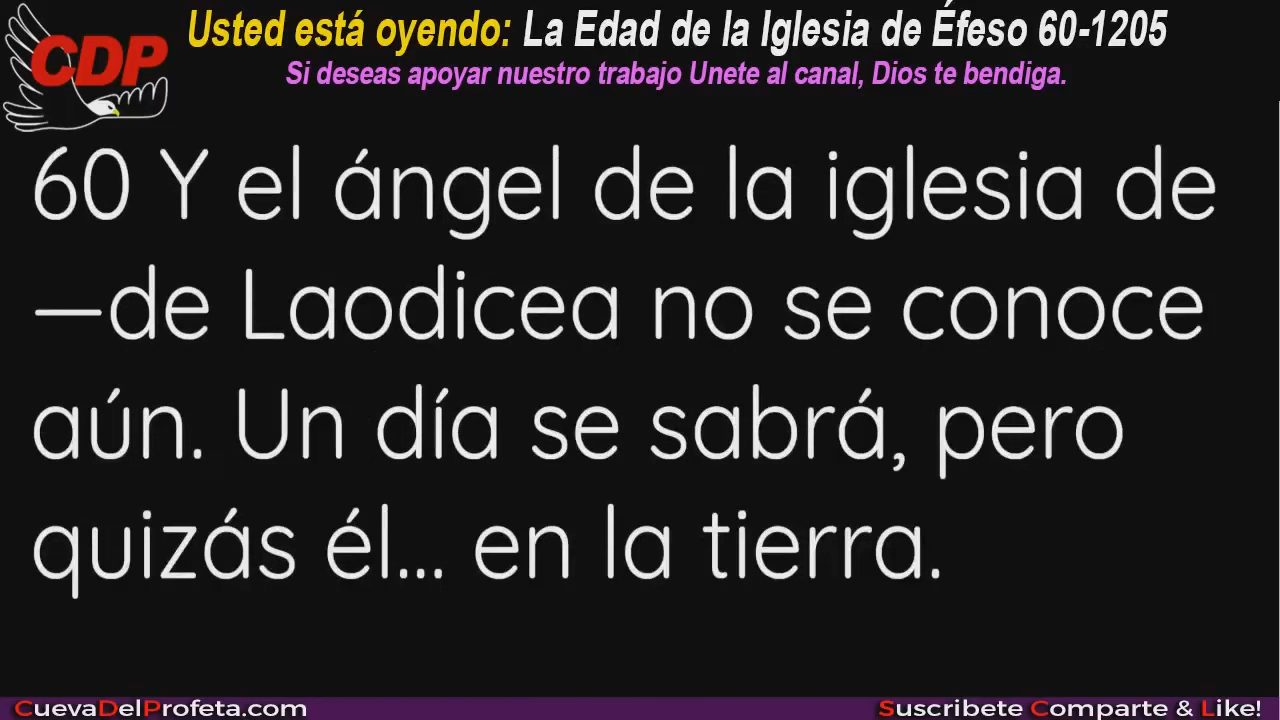 CDP
Usted está oyendo: La Edad de la Iglesia de Éfeso 60-1205
Si deseas apoyar nuestro trabajo Unete al canal, Dios te bendiga.
60 Y el ángel de la iglesia de
—de Laodicea no se conoce
aún. Un día se sabrá, pero
quizás él... en la tierra.
CuevaDelProfeta.com
Suscribete Comparte & Like!